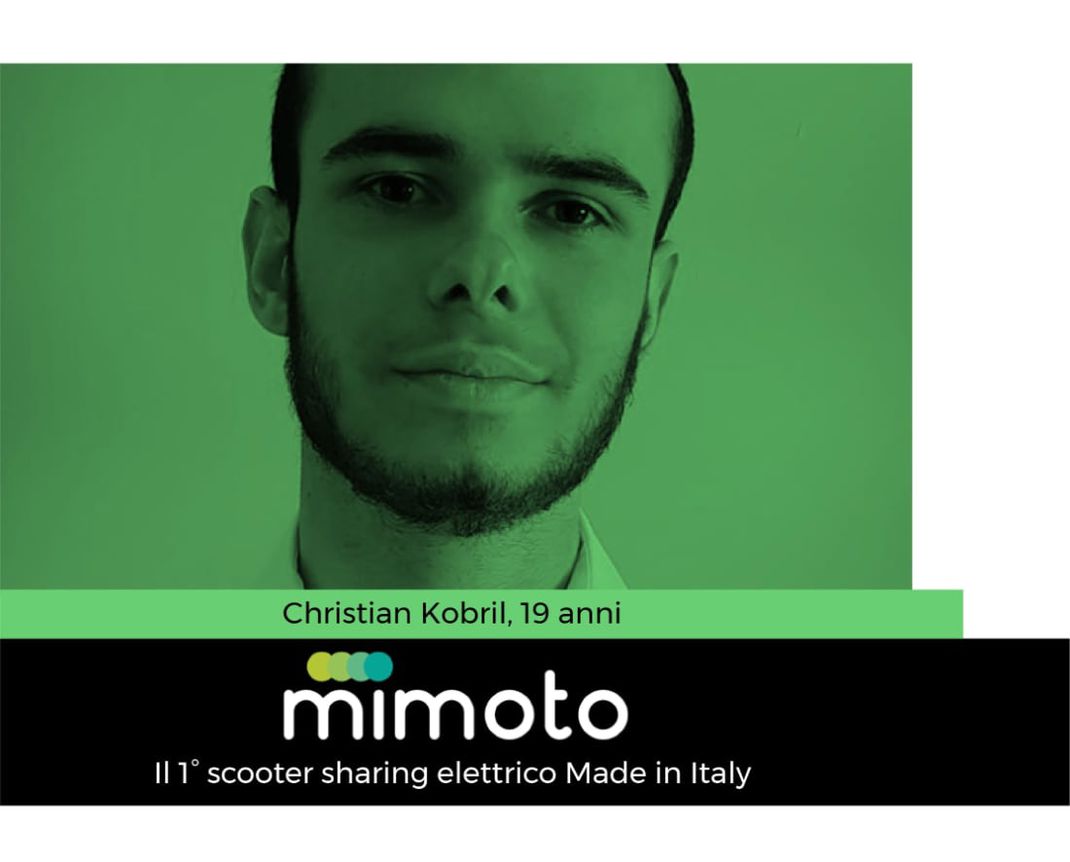 Christian Kobril, 19 anni
mimoto
Il 1° scooter sharing elettrico Made in Italy